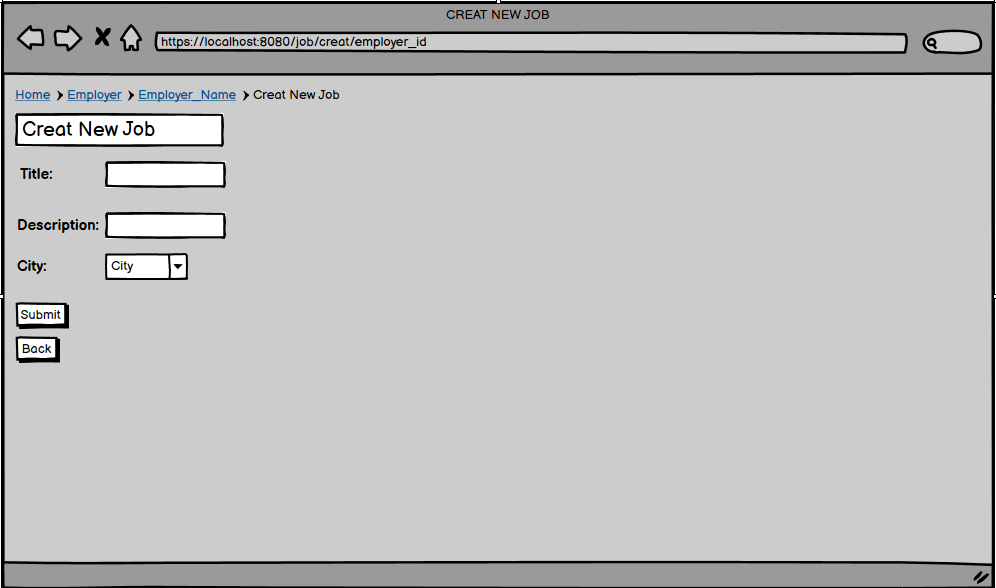 CREAT NEW JOB
https://localhost:8080/job/creat/employer_id
Home Employer Employer_Name Creat New Job
Creat New Job
Title:
Description:
City: City
Submit
Back